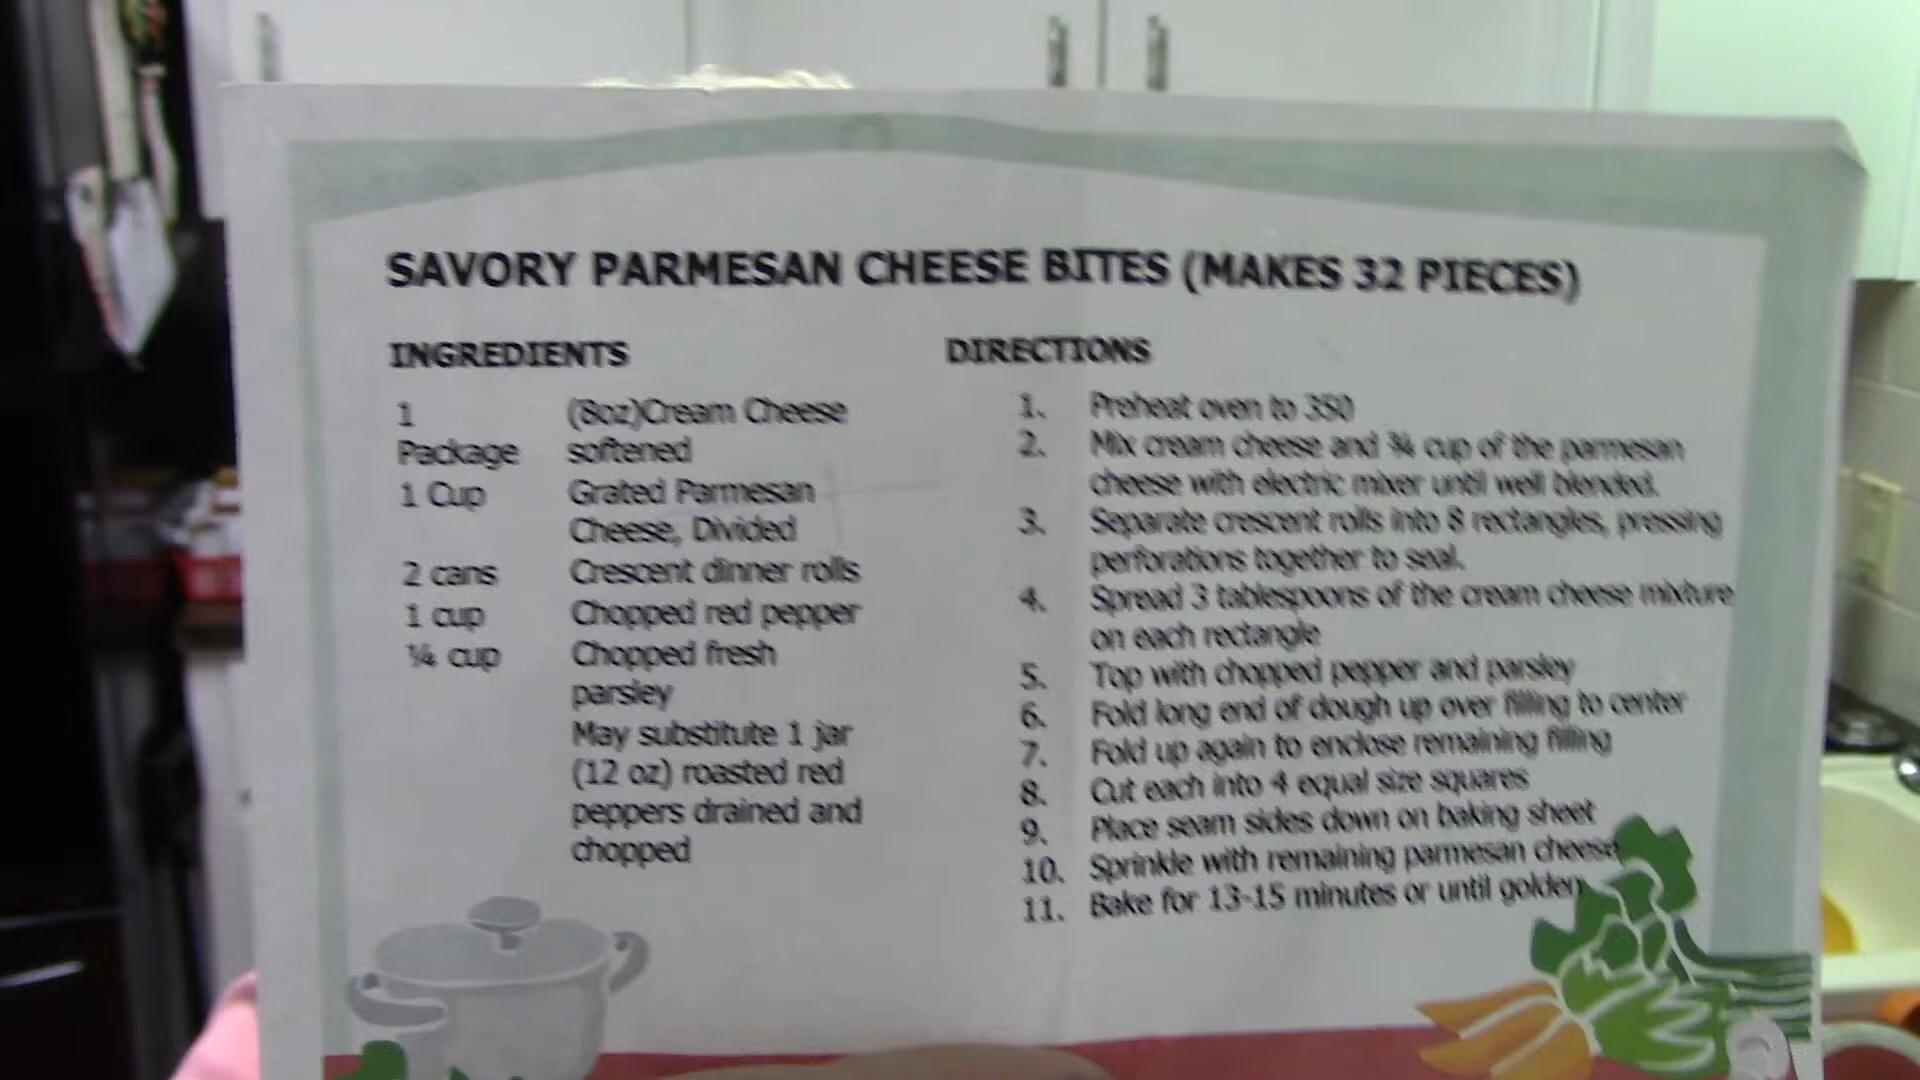 SAVORY PARMESAN CHEESE BITES (MAKES 32 PIECES)
INGREDIENTS
1 Package (8oz)Cream Cheese softened
1 Cup Grated Parmesan Cheese, Divided
2 cans Crescent dinner rolls
1 cup Chopped red pepper
¼ cup Chopped fresh parsley
May substitute 1 jar
(12 oz) roasted red
peppers drained and
chopped
DIRECTIONS
1. Preheat oven to 350
2. Mix cream cheese and ¾ cup of the parmesan
cheese with electric mixer until well blended.
3. Separate crescent rolls into 8 rectangles, pressing
perforations together to seal.
4. Spread 3 tablespoons of the cream cheese mixture
on each rectangle
5. Top with chopped pepper and parsley
6. Fold long end of dough up over filling to center
7. Fold up again to enclose remaining filling
8. Cut each into 4 equal size squares
9. Place seam sides down on baking sheet
10. Sprinkle with remaining parmesan cheese
11. Bake for 13-15 minutes or until golden